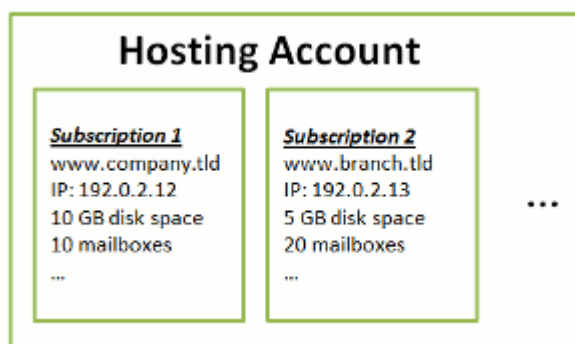 Hosting Account
Subscription 1
www.company.tld
IP: 192.0.2.12
10 GB disk space
10 mailboxes
...
Subscription 2
www.branch.tld
IP: 192.0.2.13
5 GB disk space
20 mailboxes
...
...